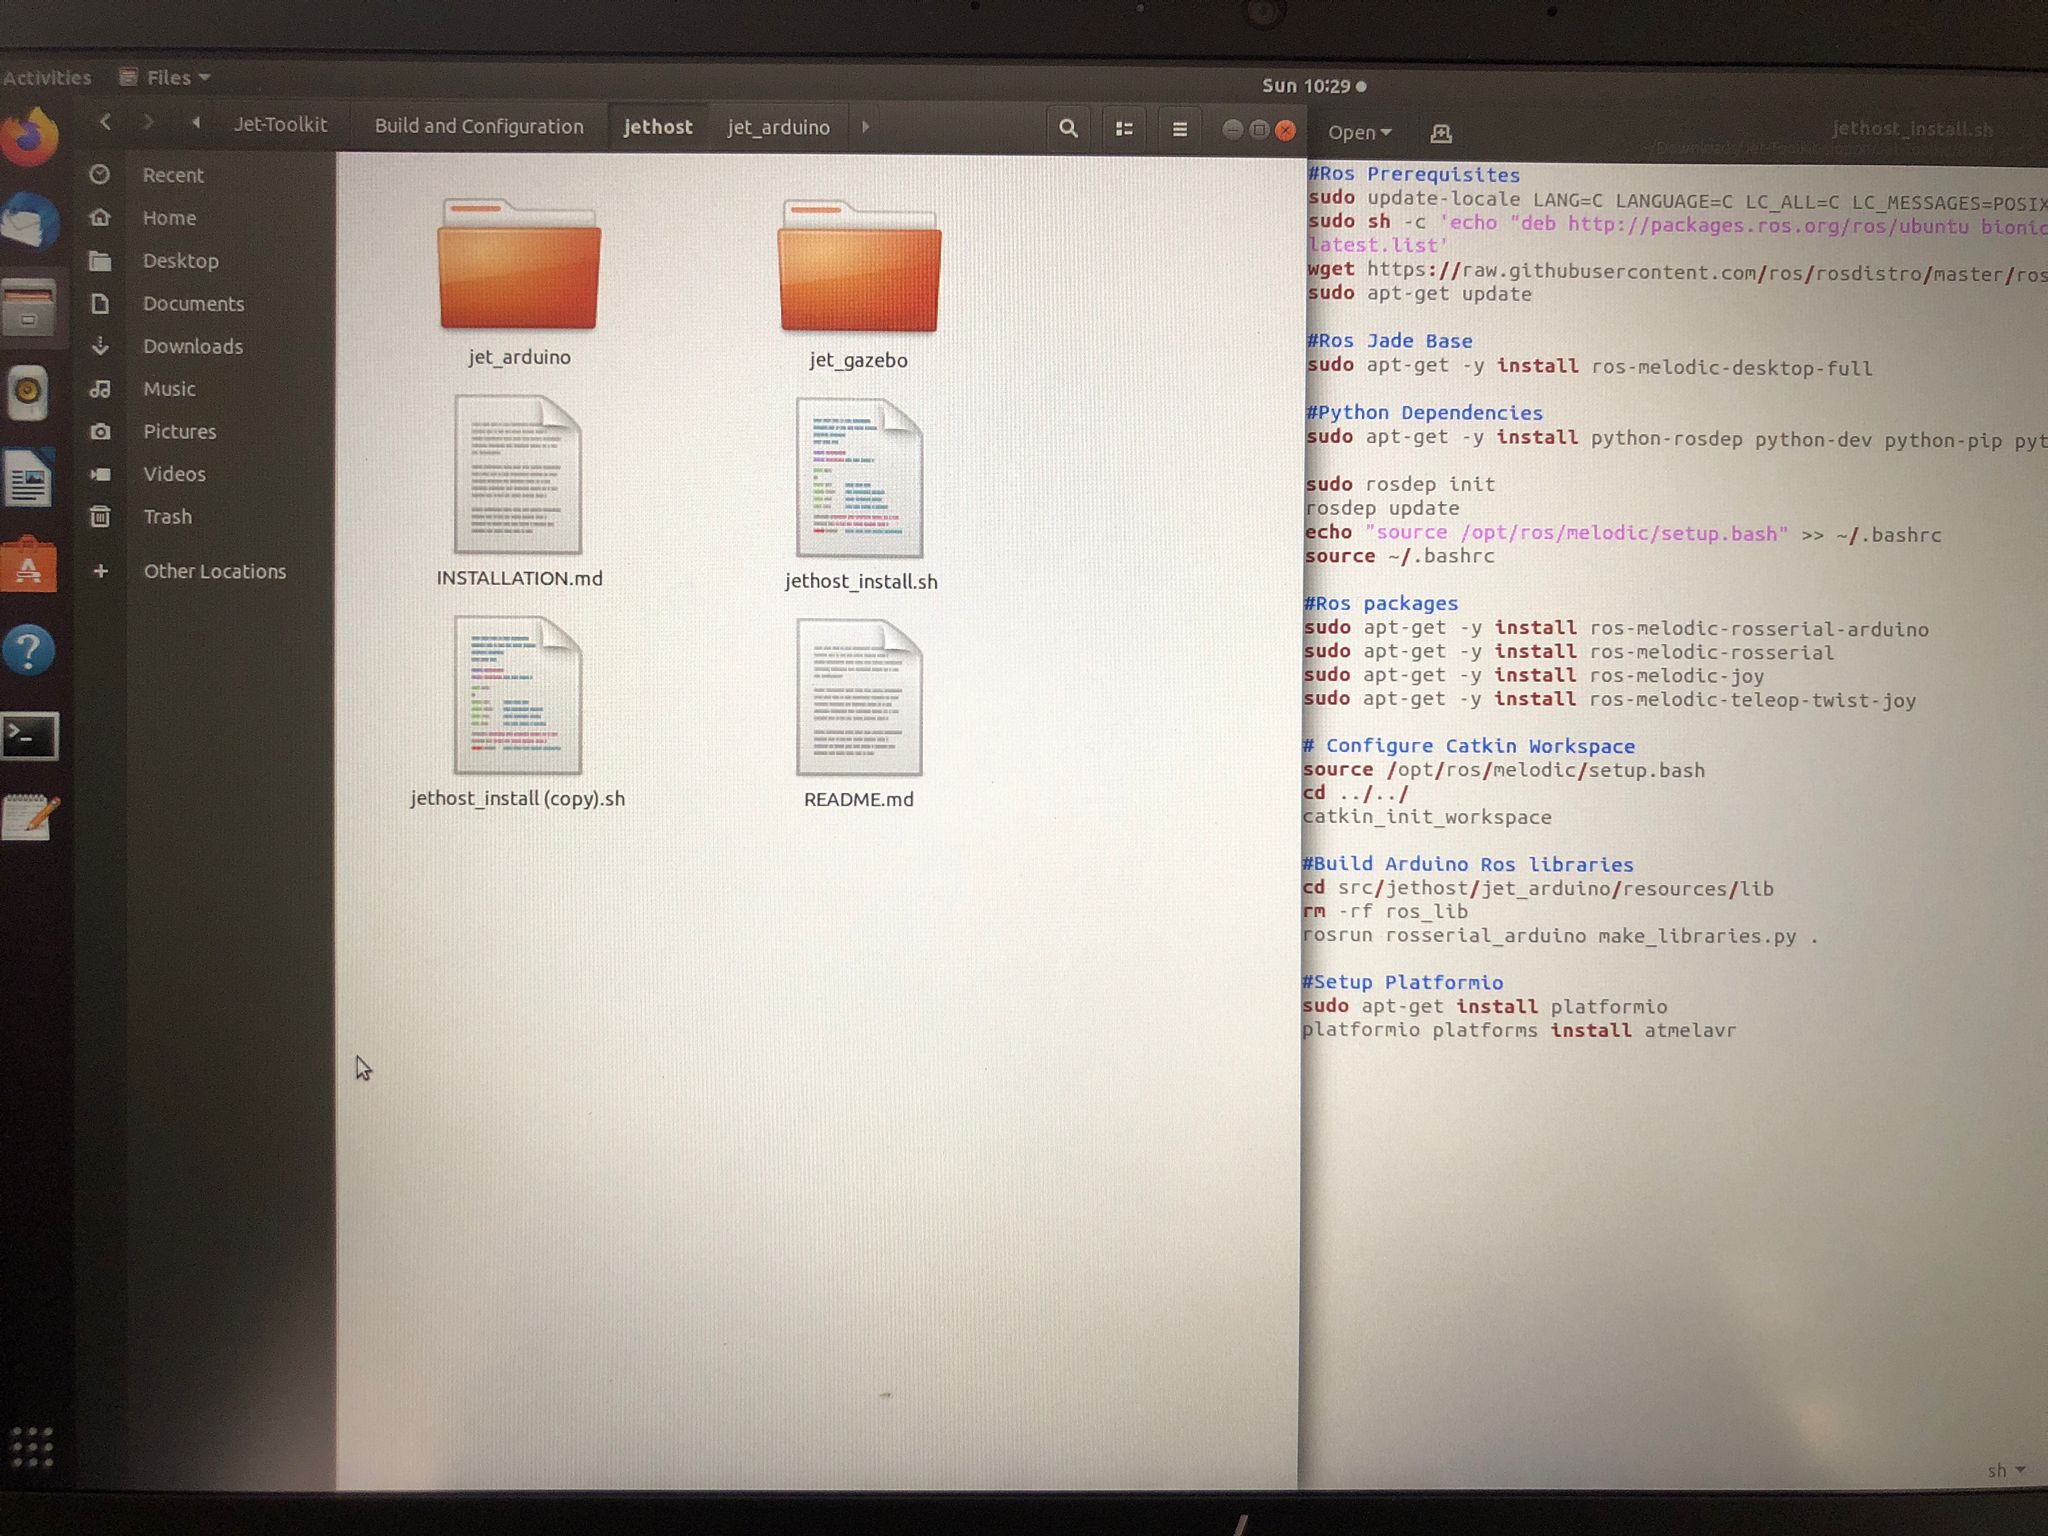 Activities
Files
Sun 10:29
Jet-Toolkit
Build and Configuration
jethost
jet_arduino
Open
jethost_install.sh
Recent
Home
Desktop
Documents
Downloads
Music
Pictures
Videos
Trash
Other Locations
jet_arduino
jet_gazebo
INSTALLATION.md
jethost_install.sh
jethost_install (copy).sh
README.md
#Ros Prerequisites
sudo update-locale LANG=C LANGUAGE=C LC_ALL=C LC_MESSAGES=POSIX
sudo sh -c 'echo "deb http://packages.ros.org/ros/ubuntu bionic
latest.list'
wget https://raw.githubusercontent.com/ros/rosdistro/master/ros
sudo apt-get update
#Ros Jade Base
sudo apt-get -y install ros-melodic-desktop-full
#Python Dependencies
sudo apt-get -y install python-rosdep python-dev python-pip pyt
sudo rosdep init
rosdep update
echo "source /opt/ros/melodic/setup.bash" >> ~/.bashrc
source ~/.bashrc
#Ros packages
sudo apt-get -y install ros-melodic-rosserial-arduino
sudo apt-get -y install ros-melodic-rosserial
sudo apt-get -y install ros-melodic-joy
sudo apt-get -y install ros-melodic-teleop-twist-joy
# Configure Catkin Workspace
source /opt/ros/melodic/setup.bash
cd ../../
catkin_init_workspace
#Build Arduino Ros libraries
cd src/jethost/jet_arduino/resources/lib
rm -rf ros_lib
rosrun rosserial_arduino make_libraries.py .
#Setup Platformio
sudo apt-get install platformio
platformio platforms install atmelavr
sh